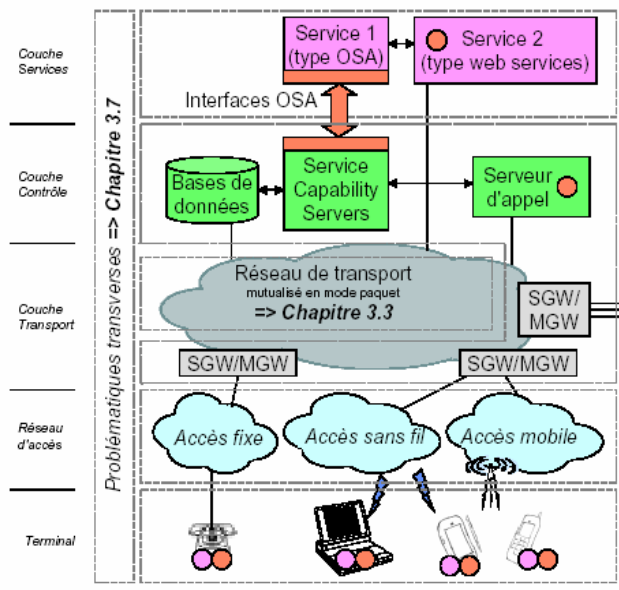 Couche
Services
Service 1
(type OSA)
Service 2
(type web services)
Interfaces OSA
Problématiques transverses => Chapitre 3.7
Couche
Contrôle
Bases de
données
Service
Capability
Servers
Serveur
d'appel
Couche
Transport
Réseau de transport
mutualisé en mode paquet
=> Chapitre 3.3
SGW/
MGW
SGW/MGW
SGW/MGW
Réseau
d'accès
Accès fixe
Accès sans fil
Accès mobile
Terminal